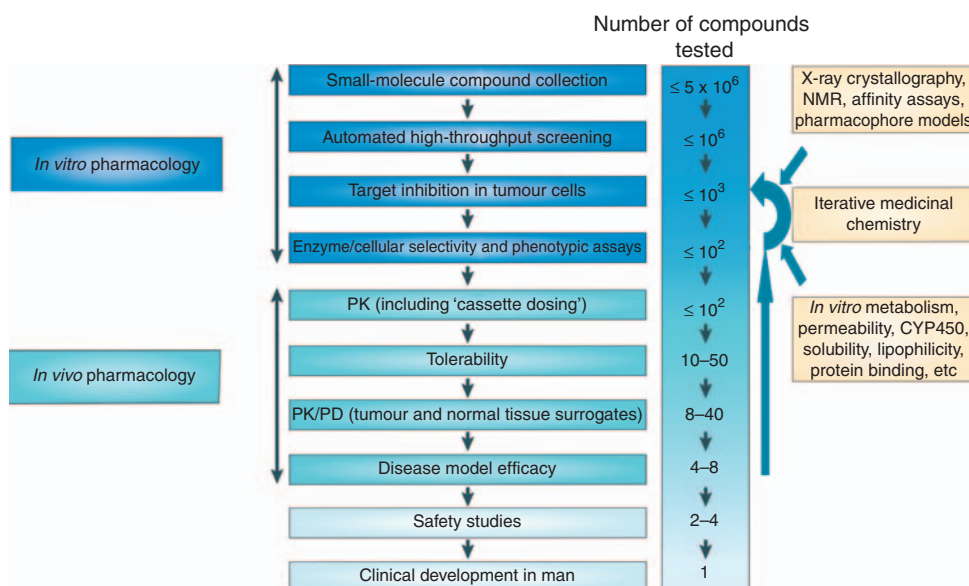 Number of compounds
tested
Small-molecule compound collection
≤ 5 x 10⁶
Automated high-throughput screening
≤ 10⁶
Target inhibition in tumour cells
≤ 10³
Enzyme/cellular selectivity and phenotypic assays
≤ 10²
PK (including ‘cassette dosing’)
≤ 10²
Tolerability
10–50
PK/PD (tumour and normal tissue surrogates)
8–40
Disease model efficacy
4–8
Safety studies
2–4
Clinical development in man
1
In vitro pharmacology
In vivo pharmacology
X-ray crystallography,
NMR, affinity assays,
pharmacophore models
Iterative medicinal
chemistry
In vitro metabolism,
permeability, CYP450,
solubility, lipophilicity,
protein binding, etc